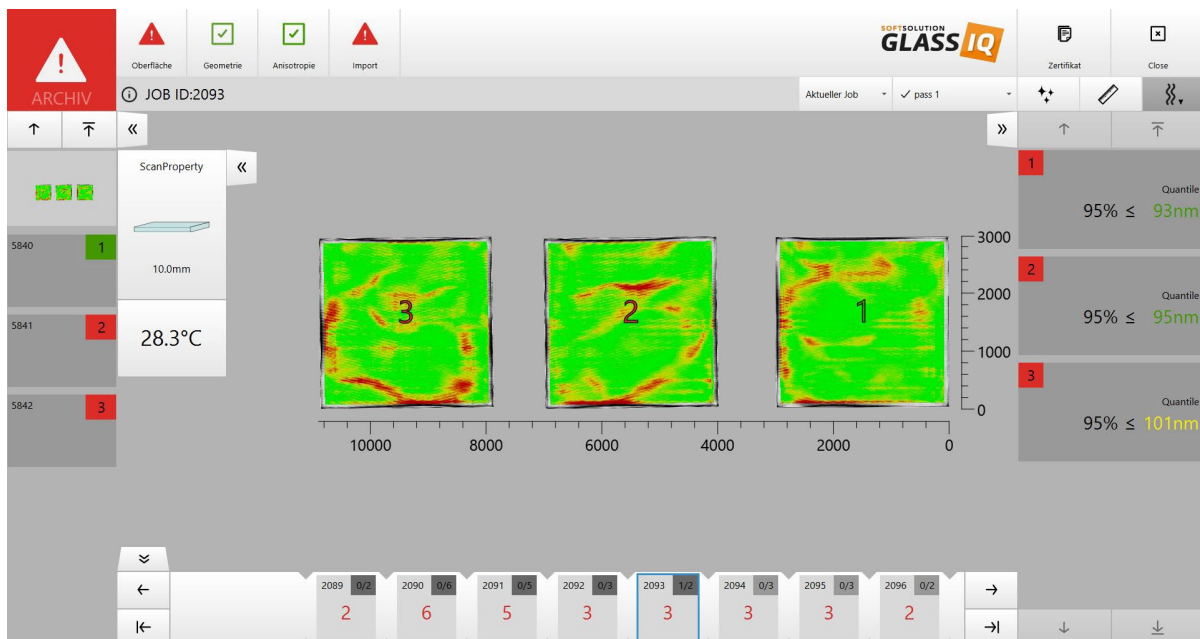 ARCHIV
Oberfläche
Geometrie
Anisotropie
Import
SOFTSOLUTION
GLASS IQ
Zertifikat
Close
JOB ID:2093
Aktueller Job
pass 1
ScanProperty
10.0mm
28.3°C
5840 1
5841 2
5842 3
3
2
1
3000
2000
1000
0
10000 8000 6000 4000 2000 0
1
Quantile
95% ≤ 93nm
2
Quantile
95% ≤ 95nm
3
Quantile
95% ≤ 101nm
2089 0/2 2090 0/6 2091 0/5 2092 0/3 2093 1/2 2094 0/3 2095 0/3 2096 0/2
2 6 5 3 3 3 3 2